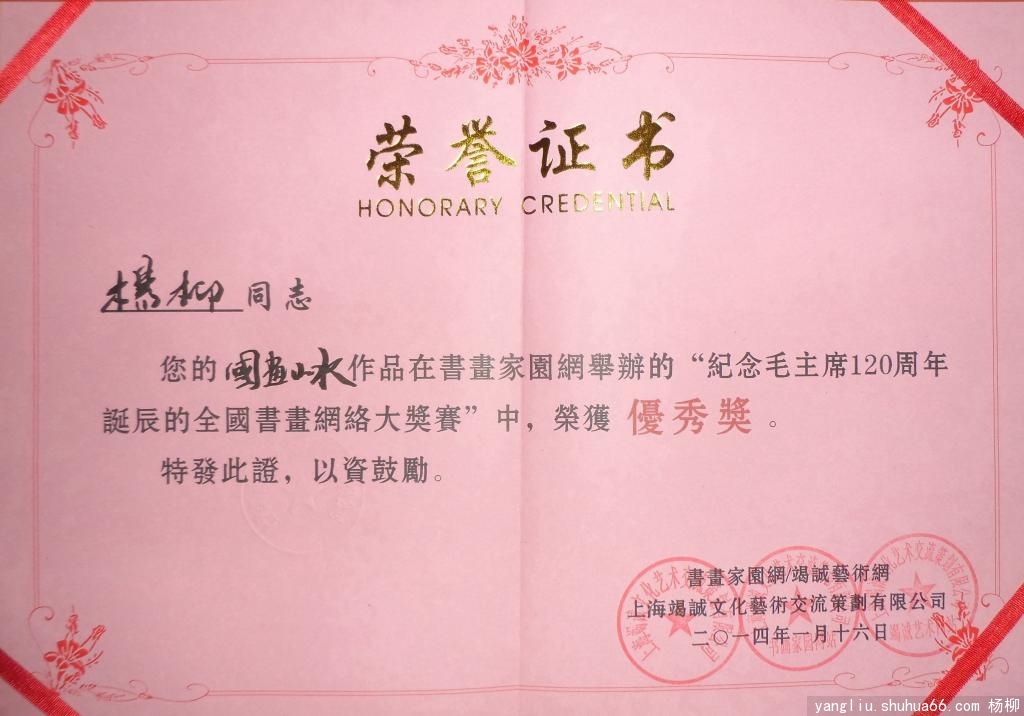 荣誉证书
HONORARY CREDENTIAL
楊柳同志
您的國畫山水作品在書畫家園網舉辦的“紀念毛主席120周年
誕辰的全國書畫網絡大獎賽”中，榮獲 優秀獎 。
特發此證，以資鼓勵。
書畫家園網/竭誠藝術網
上海竭誠文化藝術交流策劃有限公司
二〇一四年一月十六日
yangliu.shuhua66.com 杨柳